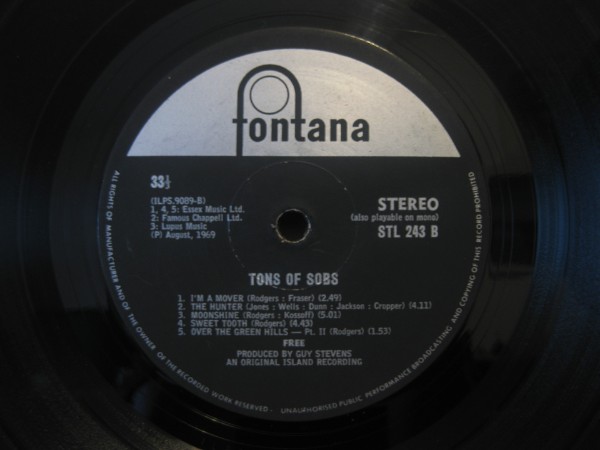 fontana
33⅓
(ILPS.9089-B)
1, 4, 5: Essex Music Ltd.
2: Famous Chappell Ltd.
3: Lupus Music
(P) August, 1969
STEREO
(also playable on mono)
STL 243 B
TONS OF SOBS
1. I'M A MOVER (Rodgers : Fraser) (2.49)
2. THE HUNTER (Jones : Wells : Dunn : Jackson : Cropper) (4.11)
3. MOONSHINE (Rodgers : Kossoff) (5.01)
4. SWEET TOOTH (Rodgers) (4.43)
5. OVER THE GREEN HILLS — Pt. II (Rodgers) (1.53)
FREE
PRODUCED BY GUY STEVENS
AN ORIGINAL ISLAND RECORDING
ALL RIGHTS OF MANUFACTURER AND OF THE OWNER OF THE RECORDED WORK RESERVED - UNAUTHORISED PUBLIC PERFORMANCE BROADCASTING AND COPYING OF THIS RECORD PROHIBITED